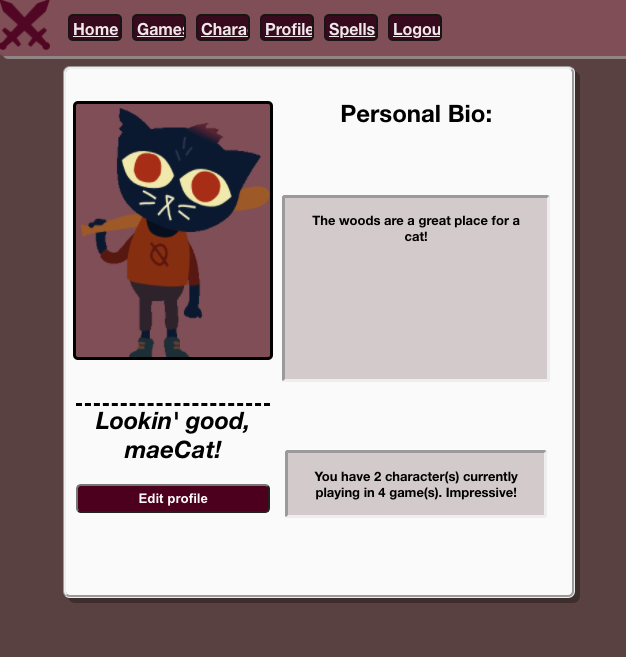 Home Games Chara Profile Spells Logou
Personal Bio:
The woods are a great place for a
cat!
Lookin' good,
maeCat!
Edit profile
You have 2 character(s) currently
playing in 4 game(s). Impressive!